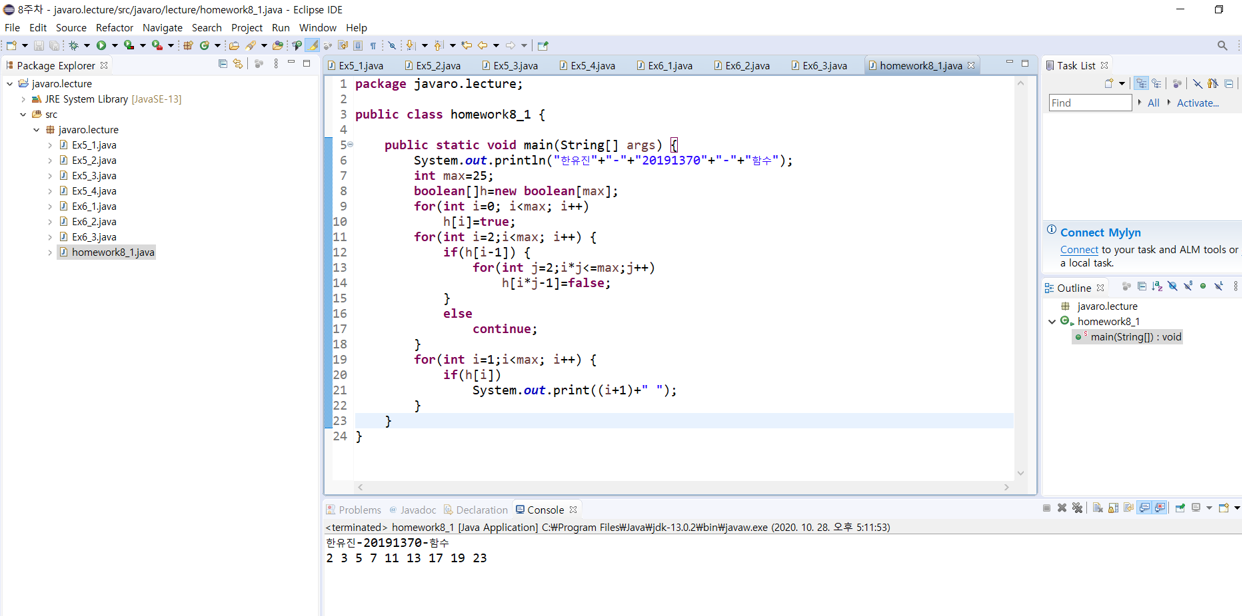 8주차 - javaro.lecture/src/javaro/lecture/homework8_1.java - Eclipse IDE
File Edit Source Refactor Navigate Search Project Run Window Help
Package Explorer
javaro.lecture
JRE System Library [JavaSE-13]
src
javaro.lecture
Ex5_1.java
Ex5_2.java
Ex5_3.java
Ex5_4.java
Ex6_1.java
Ex6_2.java
Ex6_3.java
homework8_1.java
Ex5_1.java Ex5_2.java Ex5_3.java Ex5_4.java Ex6_1.java Ex6_2.java Ex6_3.java homework8_1.java
1 package javaro.lecture;
2
3 public class homework8_1 {
4
5 public static void main(String[] args) {
6 System.out.println("한유진"+"-"+"20191370"+"-"+"함수");
7 int max=25;
8 boolean[]h=new boolean[max];
9 for(int i=0; i<max; i++)
10 h[i]=true;
11 for(int i=2;i<max; i++) {
12 if(h[i-1]) {
13 for(int j=2;i*j<=max;j++)
14 h[i*j-1]=false;
15 }
16 else
17 continue;
18 }
19 for(int i=1;i<max; i++) {
20 if(h[i])
21 System.out.print((i+1)+" ");
22 }
23 }
24 }
Task List
Find All Activate...
Connect Mylyn
Connect to your task and ALM tools or
a local task.
Outline
javaro.lecture
homework8_1
main(String[]) : void
Problems Javadoc Declaration Console
<terminated> homework8_1 [Java Application] C:₩Program Files₩Java₩jdk-13.0.2₩bin₩javaw.exe (2020. 10. 28. 오후 5:11:53)
한유진-20191370-함수
2 3 5 7 11 13 17 19 23